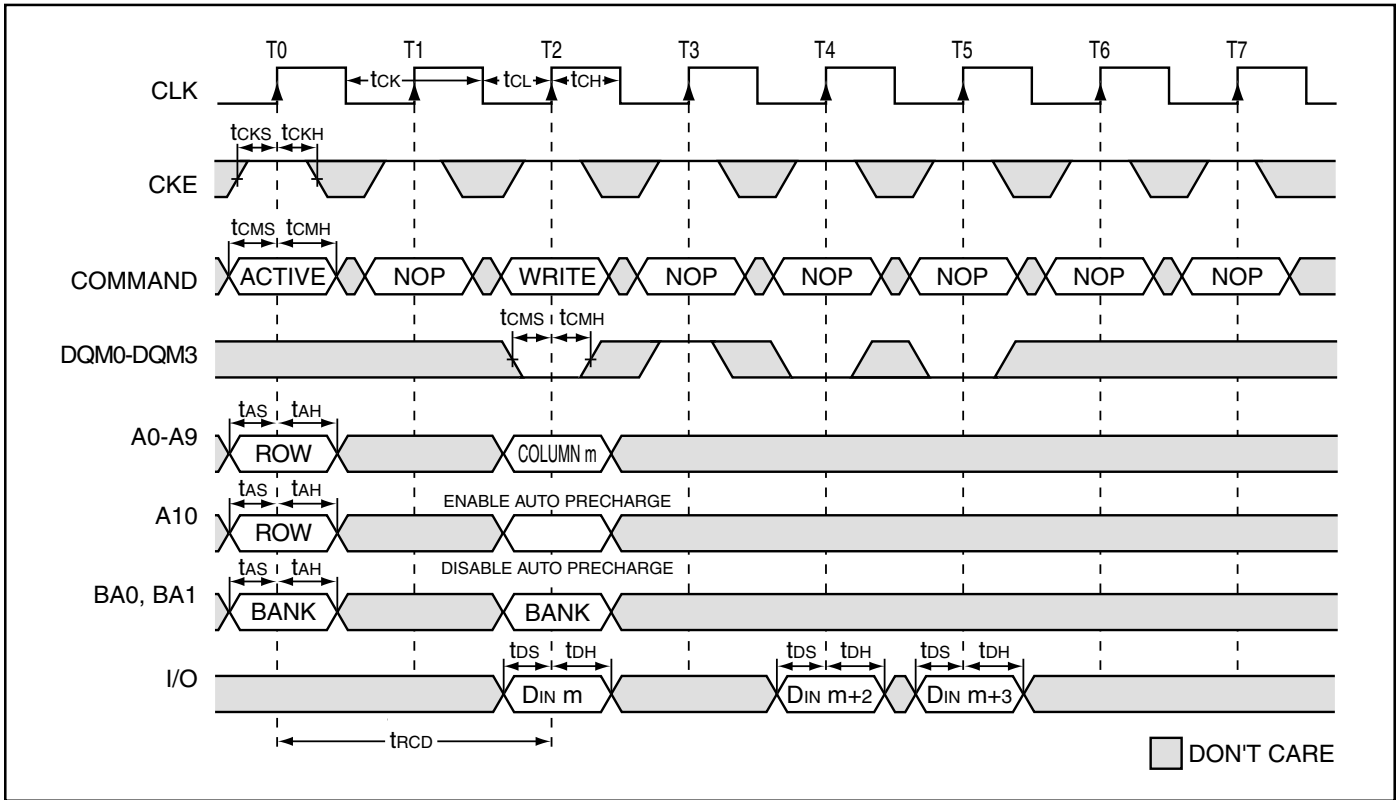 T0 T1 T2 T3 T4 T5 T6 T7
CLK tCK tCL tCH
tCKS tCKH
CKE
tCMS tCMH
COMMAND ACTIVE NOP WRITE NOP NOP NOP NOP NOP
tCMS tCMH
DQM0-DQM3
tAS tAH
A0-A9 ROW COLUMN m
tAS tAH ENABLE AUTO PRECHARGE
A10 ROW
tAS tAH DISABLE AUTO PRECHARGE
BA0, BA1 BANK BANK
tDS tDH tDS tDH tDS tDH
I/O DIN m DIN m+2 DIN m+3
tRCD
DON'T CARE